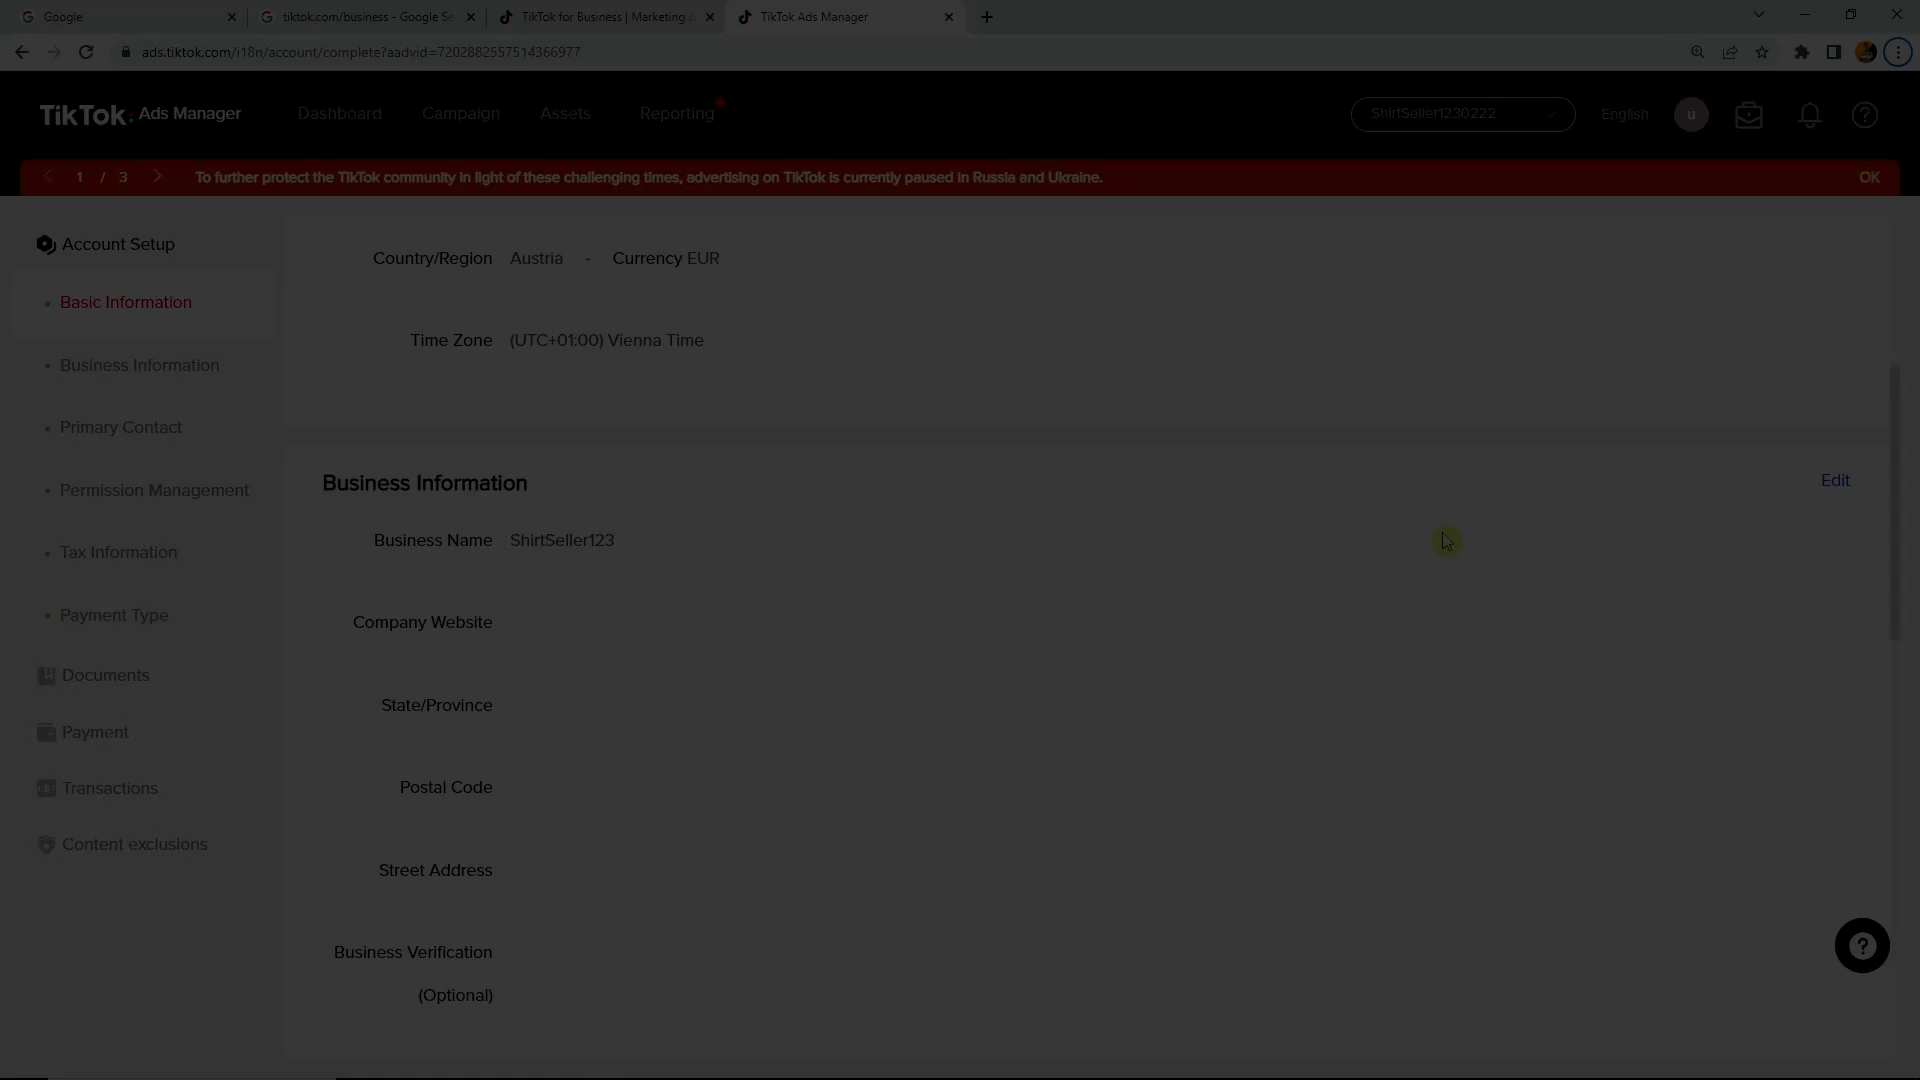 Google
tiktok.com/business - Google Se
TikTok for Business | Marketing o
TikTok Ads Manager
ads.tiktok.com/i18n/account/complete?aadvid=7202882557514366977
TikTok: Ads Manager
Dashboard
Campaign
Assets
Reporting
ShirtSeller1230222
English
u
1 / 3
To further protect the TikTok community in light of these challenging times, advertising on TikTok is currently paused in Russia and Ukraine.
OK
Account Setup
Basic Information
Business Information
Primary Contact
Permission Management
Tax Information
Payment Type
Documents
Payment
Transactions
Content exclusions
Country/Region Austria - Currency EUR
Time Zone (UTC+01:00) Vienna Time
Business Information
Edit
Business Name ShirtSeller123
Company Website
State/Province
Postal Code
Street Address
Business Verification
(Optional)